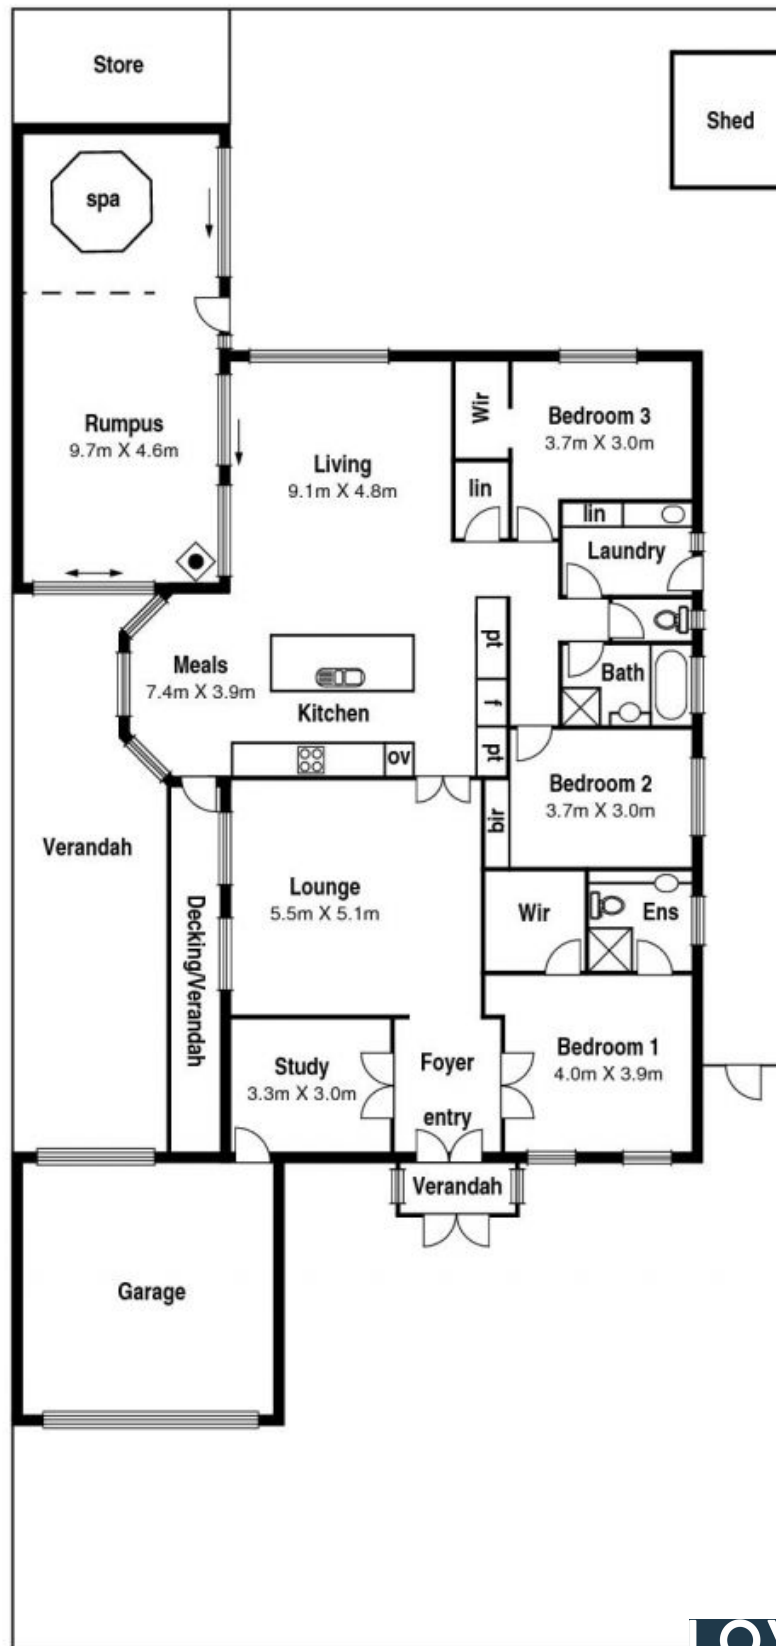 Store
Shed
spa
Rumpus
9.7m X 4.6m
Living
9.1m X 4.8m
Wir
Bedroom 3
3.7m X 3.0m
lin
lin
Laundry
Meals
7.4m X 3.9m
Kitchen
pt
f
pt
ov
Bath
Bedroom 2
3.7m X 3.0m
bir
Verandah
Decking/Verandah
Lounge
5.5m X 5.1m
Wir
Ens
Study
3.3m X 3.0m
Foyer
entry
Bedroom 1
4.0m X 3.9m
Verandah
Garage